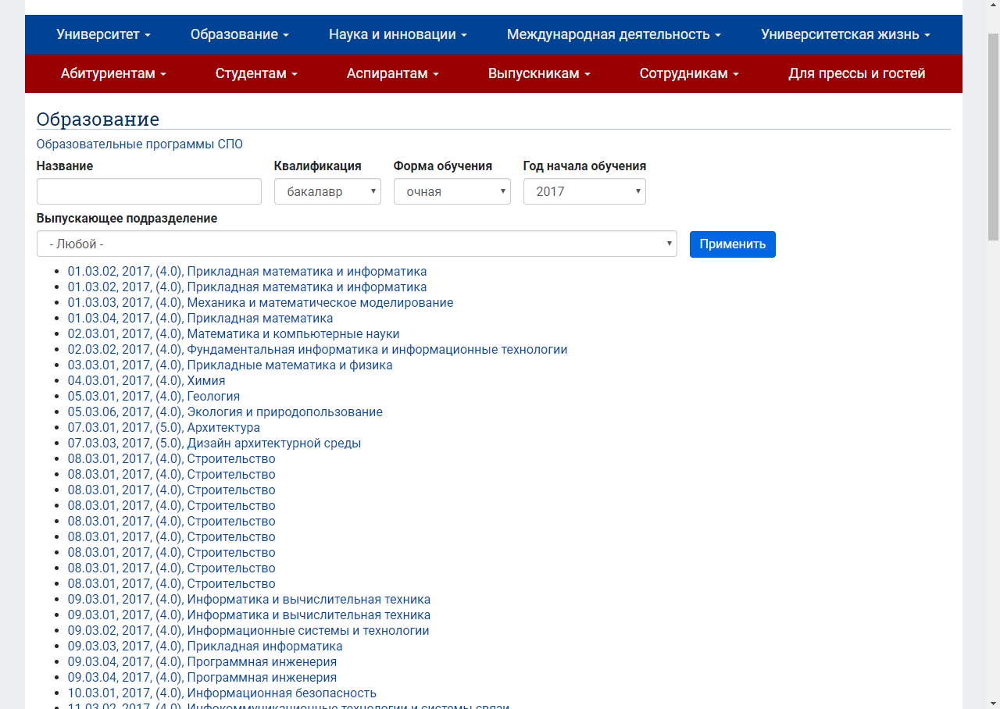 Университет Образование Наука и инновации Международная деятельность Университетская жизнь
Абитуриентам Студентам Аспирантам Выпускникам Сотрудникам Для прессы и гостей
Образование
Образовательные программы СПО
Название Квалификация Форма обучения Год начала обучения
бакалавр очная 2017
Выпускающее подразделение
- Любой - Применить
01.03.02, 2017, (4.0), Прикладная математика и информатика
01.03.02, 2017, (4.0), Прикладная математика и информатика
01.03.03, 2017, (4.0), Механика и математическое моделирование
01.03.04, 2017, (4.0), Прикладная математика
02.03.01, 2017, (4.0), Математика и компьютерные науки
02.03.02, 2017, (4.0), Фундаментальная информатика и информационные технологии
03.03.01, 2017, (4.0), Прикладные математика и физика
04.03.01, 2017, (4.0), Химия
05.03.01, 2017, (4.0), Геология
05.03.06, 2017, (4.0), Экология и природопользование
07.03.01, 2017, (5.0), Архитектура
07.03.03, 2017, (5.0), Дизайн архитектурной среды
08.03.01, 2017, (4.0), Строительство
08.03.01, 2017, (4.0), Строительство
08.03.01, 2017, (4.0), Строительство
08.03.01, 2017, (4.0), Строительство
08.03.01, 2017, (4.0), Строительство
08.03.01, 2017, (4.0), Строительство
08.03.01, 2017, (4.0), Строительство
08.03.01, 2017, (4.0), Строительство
08.03.01, 2017, (4.0), Строительство
09.03.01, 2017, (4.0), Информатика и вычислительная техника
09.03.01, 2017, (4.0), Информатика и вычислительная техника
09.03.02, 2017, (4.0), Информационные системы и технологии
09.03.03, 2017, (4.0), Прикладная информатика
09.03.04, 2017, (4.0), Программная инженерия
09.03.04, 2017, (4.0), Программная инженерия
10.03.01, 2017, (4.0), Информационная безопасность
11.03.02, 2017, (4.0), Инфокоммуникационные технологии и системы связи